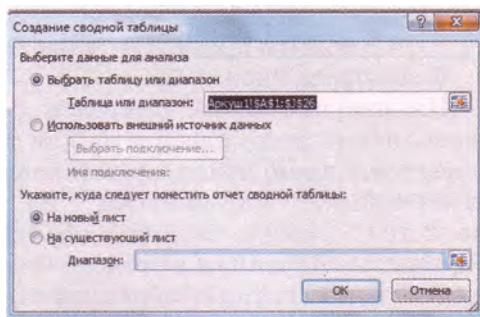 Создание сводной таблицы
Выберите данные для анализа
Выбрать таблицу или диапазон
Таблица или диапазон: Аркуш1!$A$1:$J$26
Использовать внешний источник данных
Выбрать подключение...
Имя подключения:
Укажите, куда следует поместить отчет сводной таблицы:
На новый лист
На существующий лист
Диапазон:
ОК Отмена